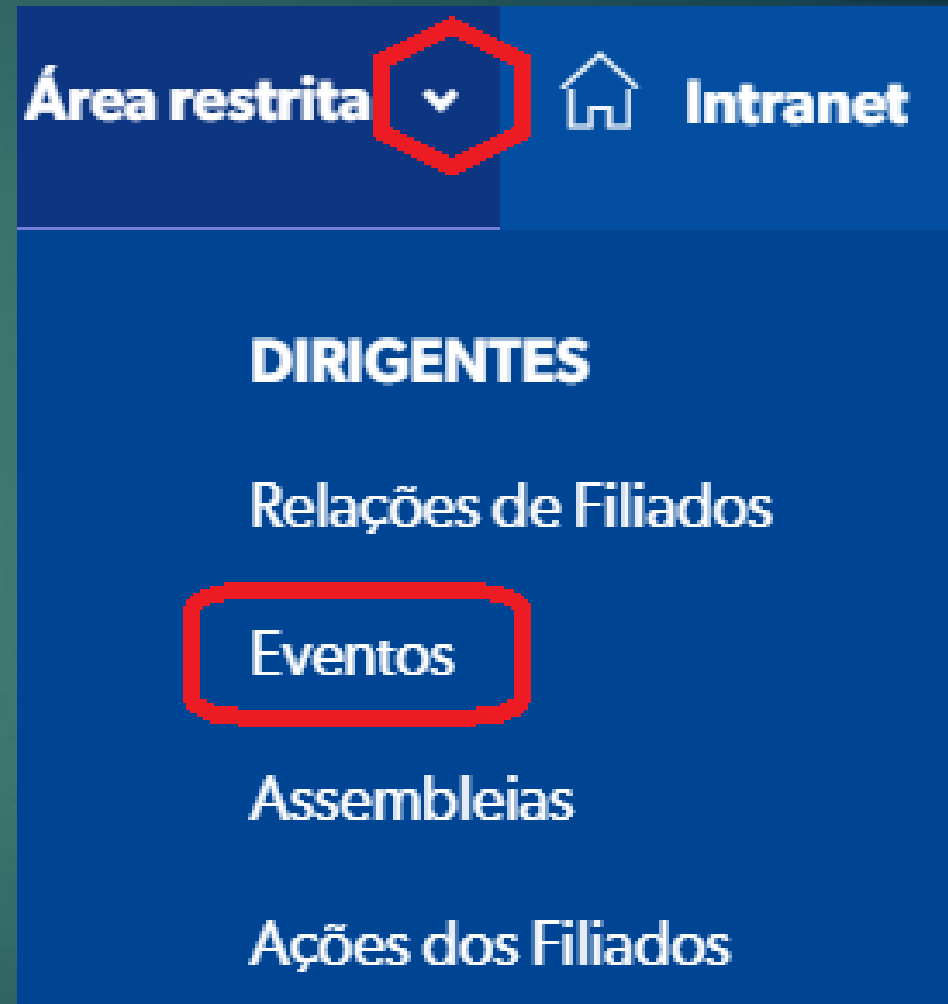 Área restrita Intranet
DIRIGENTES
Relações de Filiados
Eventos
Assembleias
Ações dos Filiados